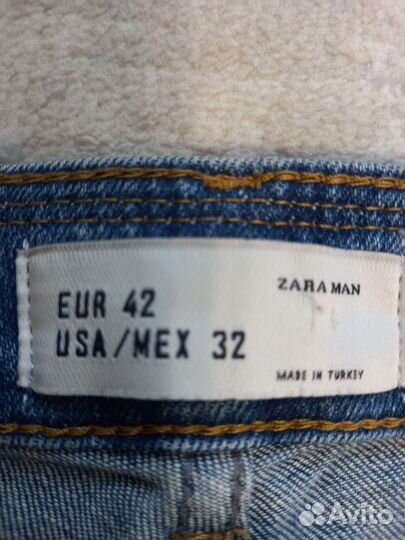 EUR 42
USA/MEX 32
ZARA MAN
MADE IN TURKEY
Avito